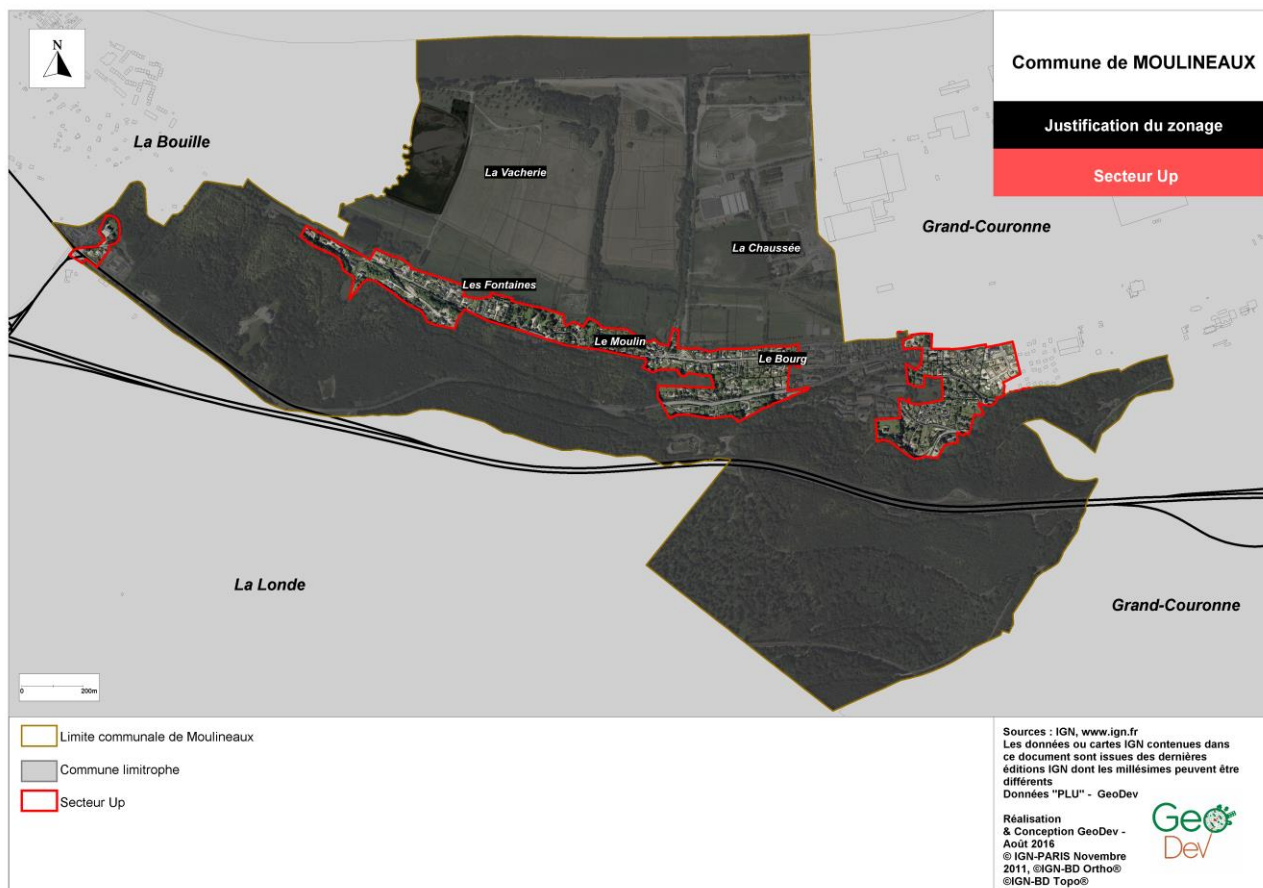 N
Commune de MOULINEAUX
Justification du zonage
Secteur Up
La Bouille
La Vacherie
Grand-Couronne
La Chaussée
Les Fontaines
Le Moulin
Le Bourg
La Londe
Grand-Couronne
0 200m
Limite communale de Moulineaux
Commune limitrophe
Secteur Up
Sources : IGN, www.ign.fr
Les données ou cartes IGN contenues dans
ce document sont issues des dernières
éditions IGN dont les millésimes peuvent être
différents
Données "PLU" - GeoDev
Réalisation
& Conception GeoDev -
Août 2016
© IGN-PARIS Novembre
2011, ©IGN-BD Ortho®
©IGN-BD Topo®
Geo
Dev